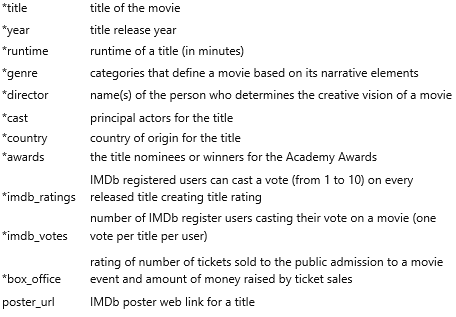 *title title of the movie
*year title release year
*runtime runtime of a title (in minutes)
*genre categories that define a movie based on its narrative elements
*director name(s) of the person who determines the creative vision of a movie
*cast principal actors for the title
*country country of origin for the title
*awards the title nominees or winners for the Academy Awards
IMDb registered users can cast a vote (from 1 to 10) on every
*imdb_ratings released title creating title rating
number of IMDb register users casting their vote on a movie (one
*imdb_votes vote per title per user)
rating of number of tickets sold to the public admission to a movie
*box_office event and amount of money raised by ticket sales
poster_url IMDb poster web link for a title